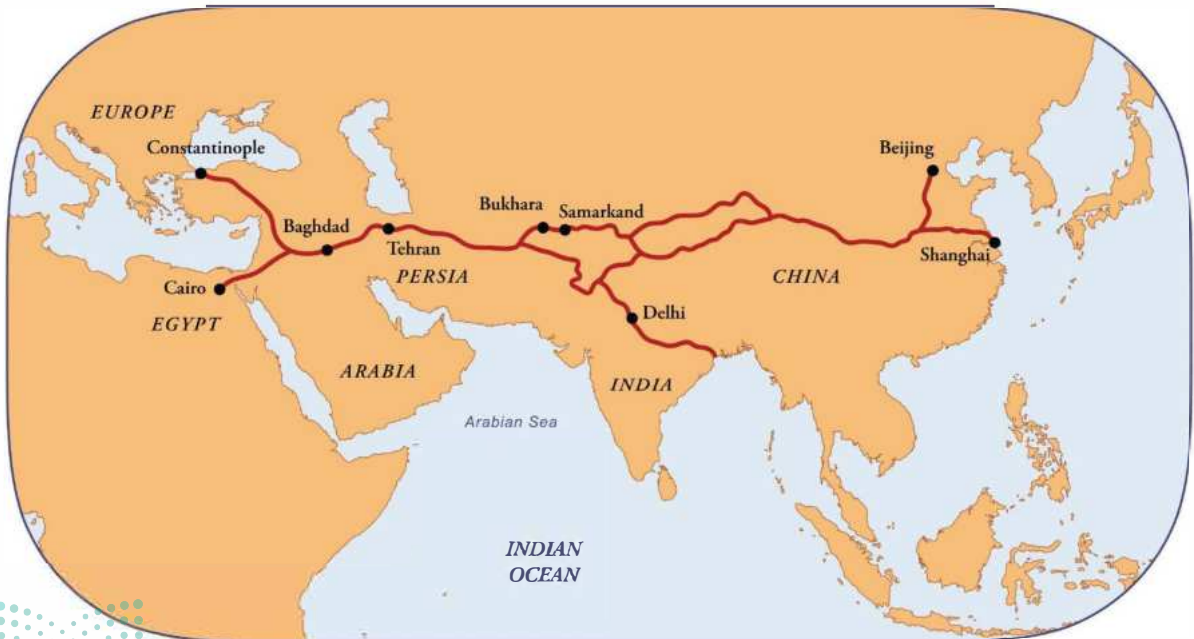 EUROPE
Constantinople
Beijing
Bukhara
Samarkand
Baghdad
Tehran
Shanghai
PERSIA
CHINA
Cairo
EGYPT
Delhi
ARABIA
INDIA
Arabian Sea
INDIAN
OCEAN